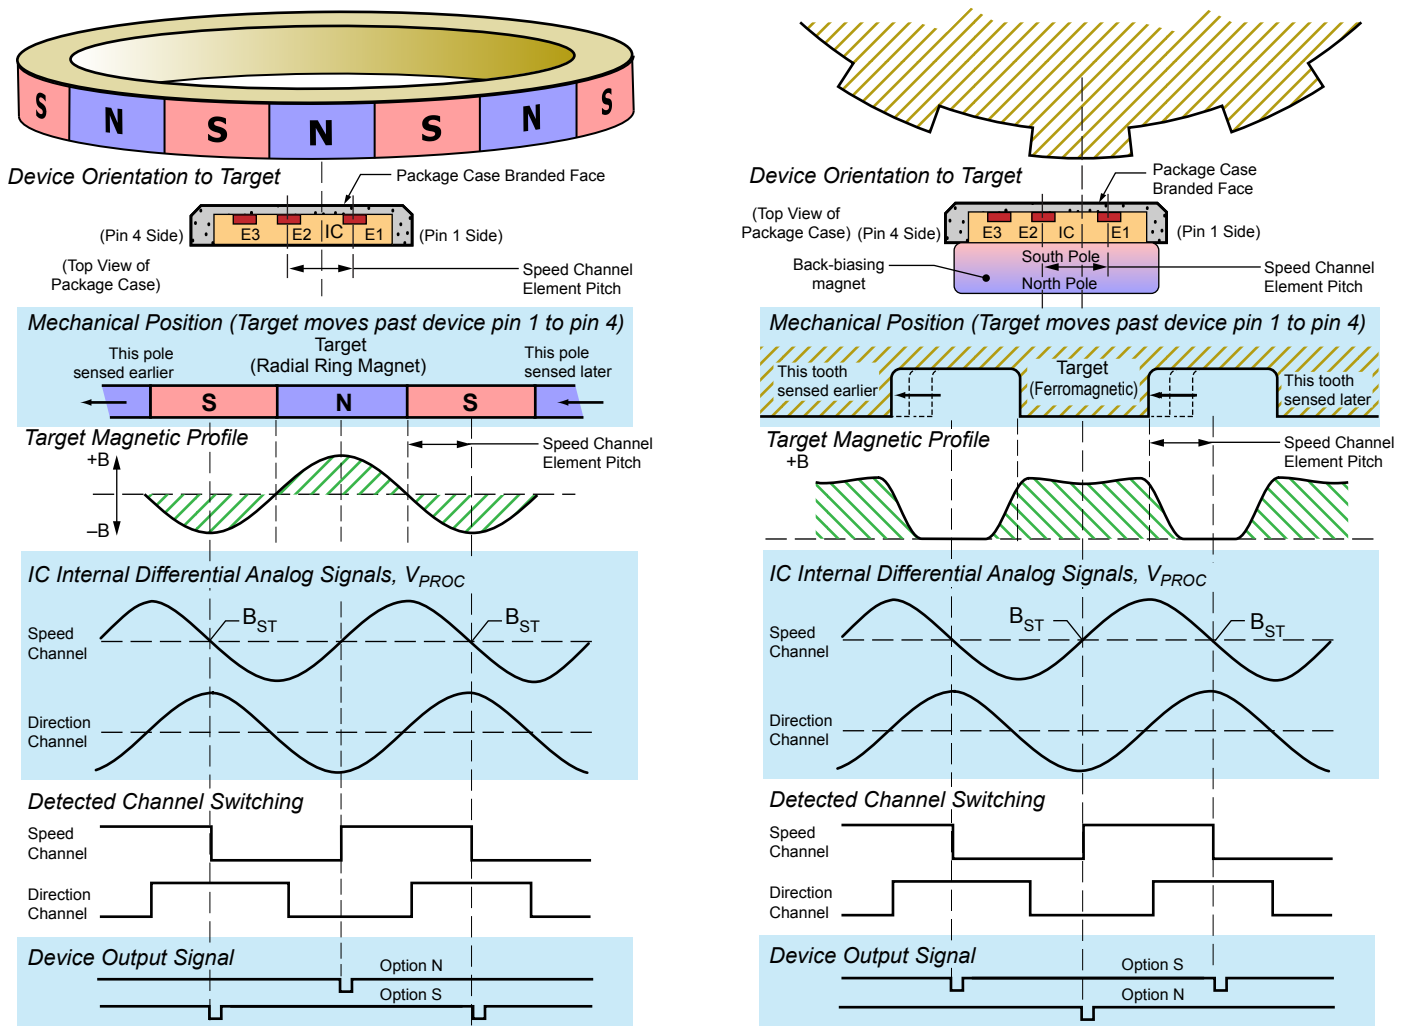 S N S N S N S
Device Orientation to Target
Package Case Branded Face
(Pin 4 Side)
E3 E2 IC E1
(Pin 1 Side)
(Top View of
Package Case)
Speed Channel
Element Pitch
Mechanical Position (Target moves past device pin 1 to pin 4)
This pole
sensed earlier
Target
(Radial Ring Magnet)
This pole
sensed later
S N S
Target Magnetic Profile
Speed Channel
Element Pitch
+B
–B
IC Internal Differential Analog Signals, VPROC
Speed
Channel
BST
BST
Direction
Channel
Detected Channel Switching
Speed
Channel
Direction
Channel
Device Output Signal
Option N
Option S
Device Orientation to Target
Package Case
Branded Face
(Top View of
Package Case)
(Pin 4 Side)
E3 E2 IC E1
(Pin 1 Side)
South Pole
North Pole
Back-biasing
magnet
Speed Channel
Element Pitch
Mechanical Position (Target moves past device pin 1 to pin 4)
This tooth
sensed earlier
Target
(Ferromagnetic)
This tooth
sensed later
Target Magnetic Profile
Speed Channel
Element Pitch
+B
IC Internal Differential Analog Signals, VPROC
Speed
Channel
BST
BST
Direction
Channel
Detected Channel Switching
Speed
Channel
Direction
Channel
Device Output Signal
Option S
Option N